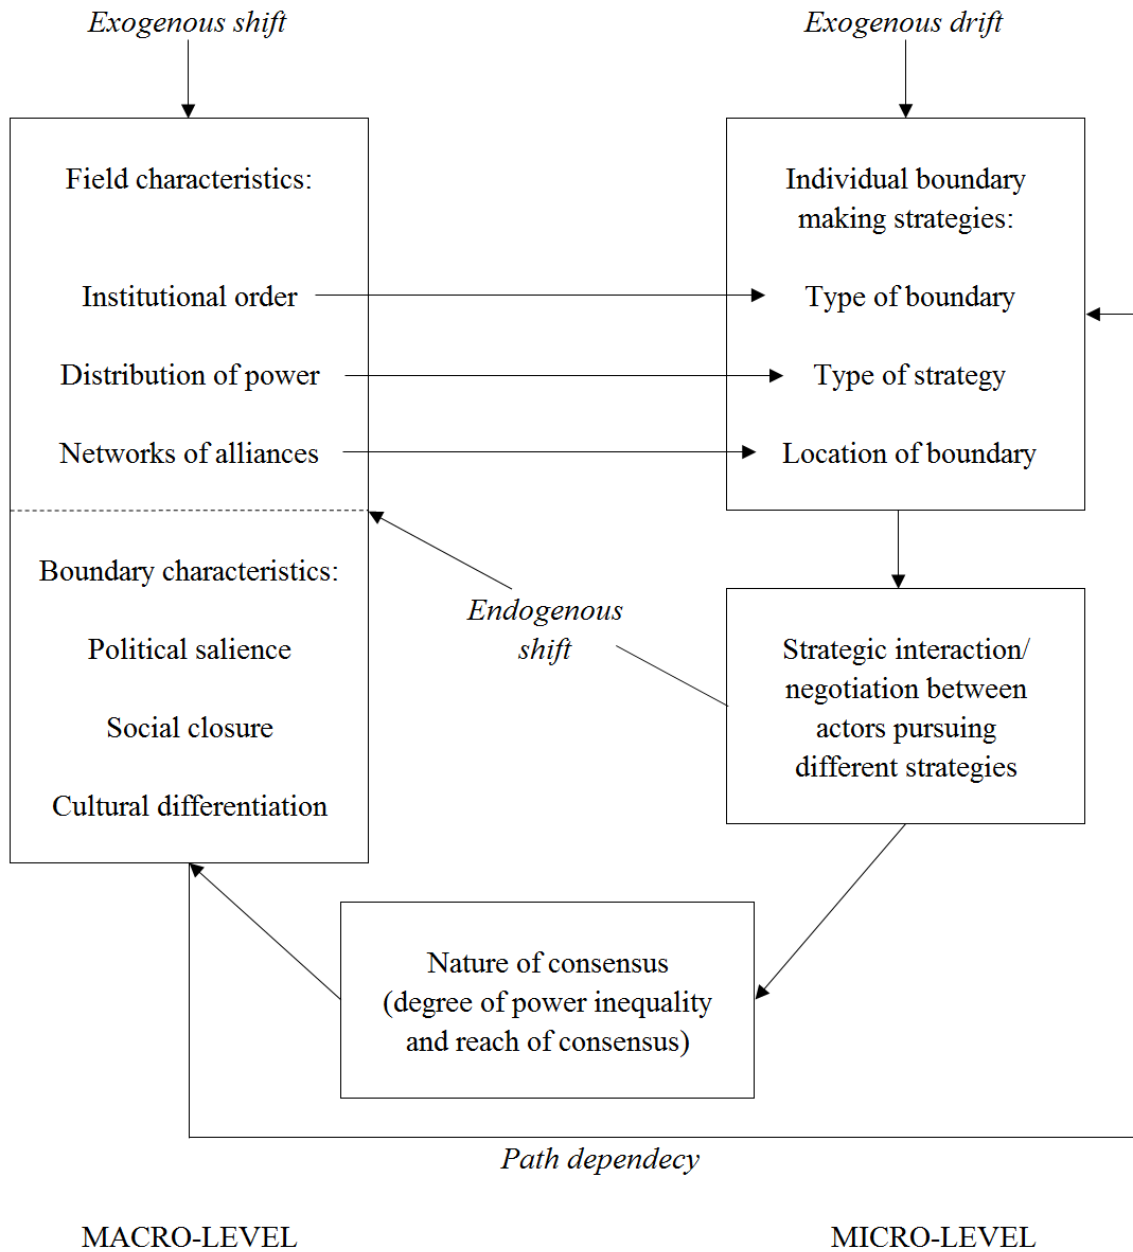 Exogenous shift
Exogenous drift
Field characteristics:
Institutional order
Distribution of power
Networks of alliances
Boundary characteristics:
Political salience
Social closure
Cultural differentiation
Individual boundary
making strategies:
Type of boundary
Type of strategy
Location of boundary
Endogenous
shift
Strategic interaction/
negotiation between
actors pursuing
different strategies
Nature of consensus
(degree of power inequality
and reach of consensus)
Path dependecy
MACRO-LEVEL
MICRO-LEVEL